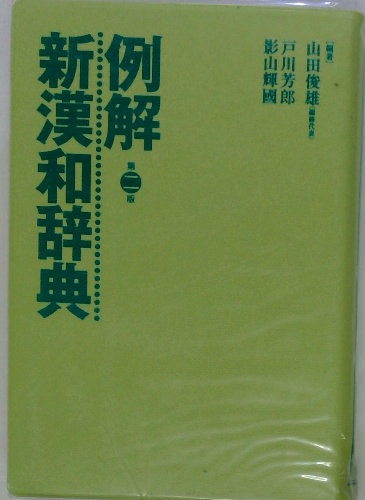 [編著]
山田俊雄[編修代表]
戸川芳郎
影山輝國
例解
第二版
新漢和辞典